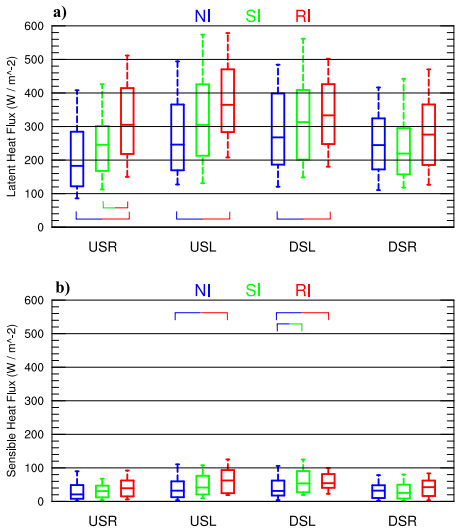 a) NI SI RI
Latent Heat Flux (W / m^-2)
600
500
400
300
200
100
0
USR USL DSL DSR
b) NI SI RI
Sensible Heat Flux (W / m^-2)
600
500
400
300
200
100
0
USR USL DSL DSR